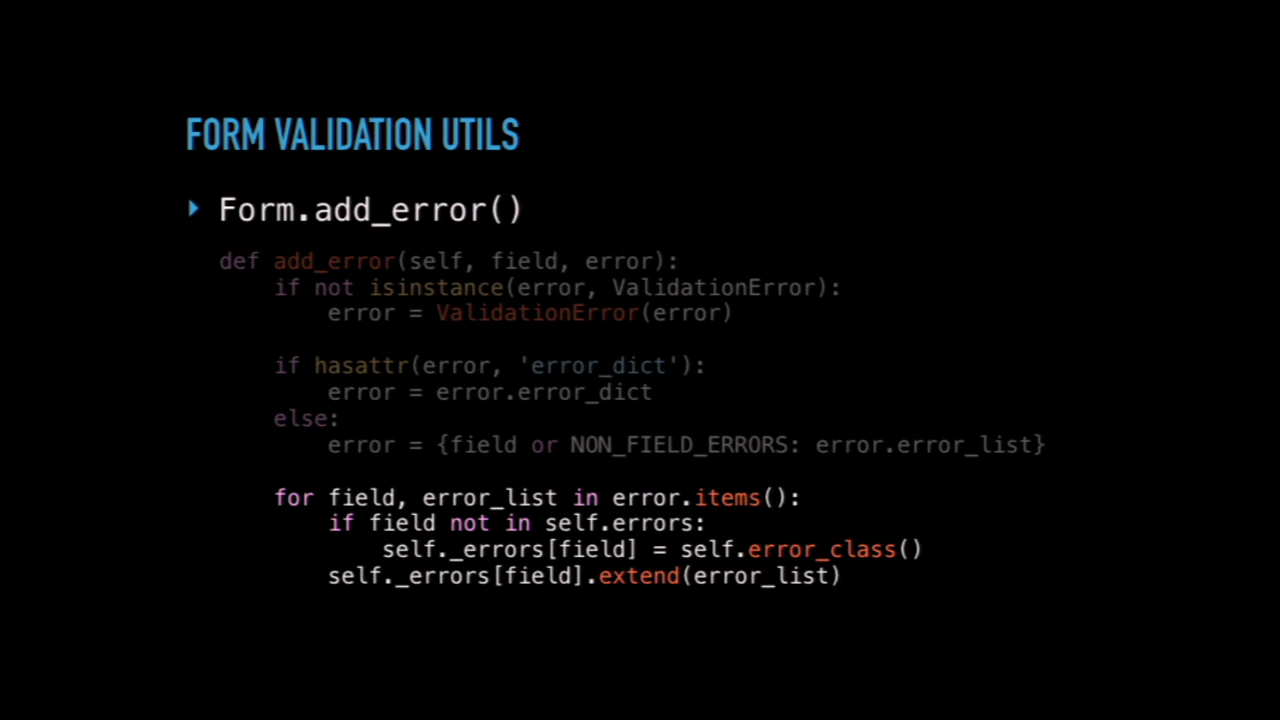 FORM VALIDATION UTILS
Form.add_error()
def add_error(self, field, error):
    if not isinstance(error, ValidationError):
        error = ValidationError(error)
    if hasattr(error, 'error_dict'):
        error = error.error_dict
    else:
        error = {field or NON_FIELD_ERRORS: error.error_list}
    for field, error_list in error.items():
        if field not in self.errors:
            self._errors[field] = self.error_class()
        self._errors[field].extend(error_list)